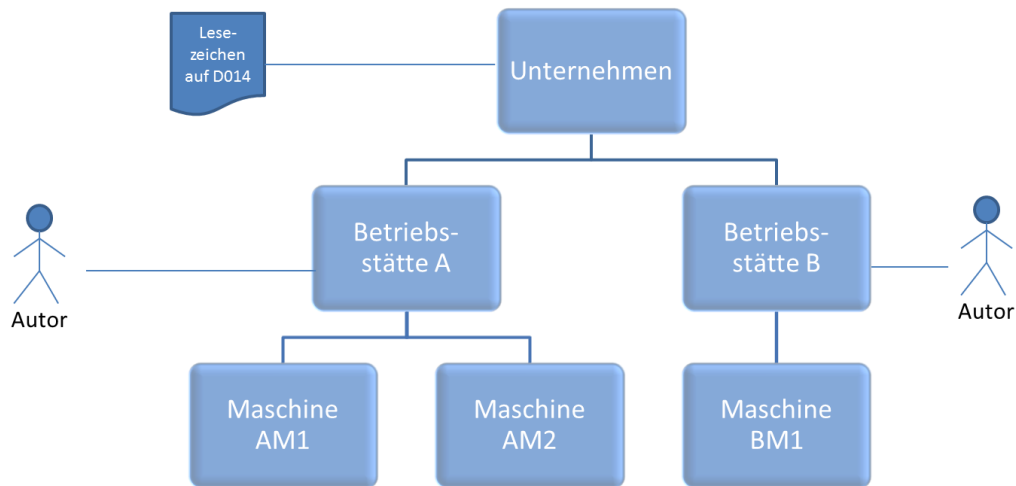 Lese-
zeichen
auf D014
Unternehmen
Betriebs-
stätte A
Betriebs-
stätte B
Autor
Autor
Maschine
AM1
Maschine
AM2
Maschine
BM1